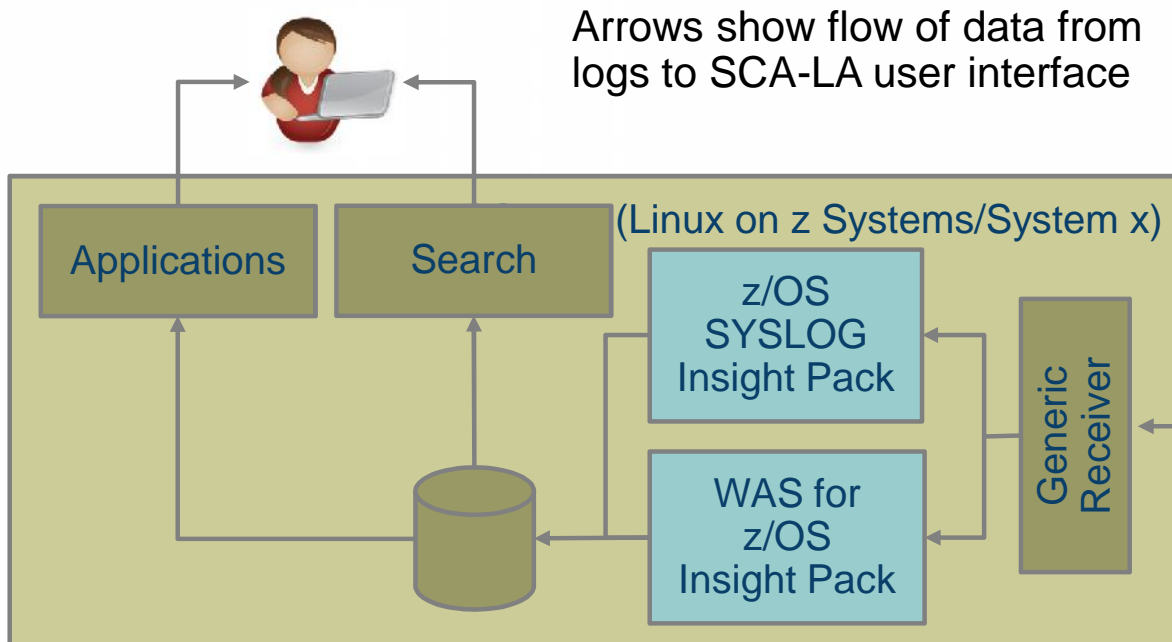 Arrows show flow of data from
logs to SCA-LA user interface
(Linux on z Systems/System x)
Applications
Search
z/OS
SYSLOG
Insight Pack
WAS for
z/OS
Insight Pack
Generic
Receiver